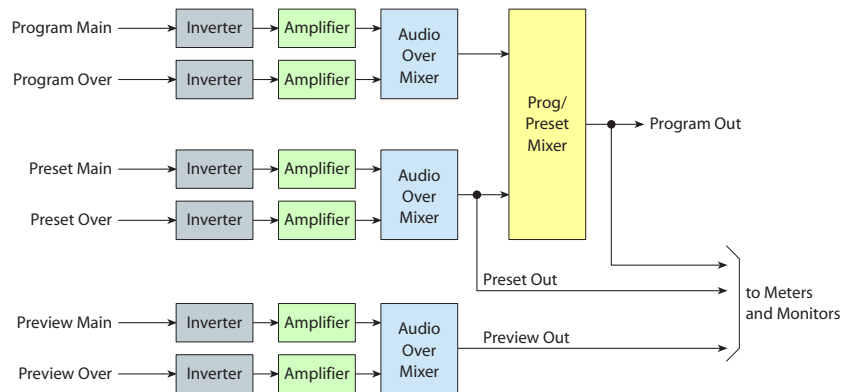 Program Main
Inverter
Amplifier
Audio
Over
Mixer
Program Over
Inverter
Amplifier
Prog/
Preset
Mixer
Program Out
Preset Main
Inverter
Amplifier
Audio
Over
Mixer
Preset Over
Inverter
Amplifier
Preset Out
to Meters
and Monitors
Preview Main
Inverter
Amplifier
Audio
Over
Mixer
Preview Out
Preview Over
Inverter
Amplifier